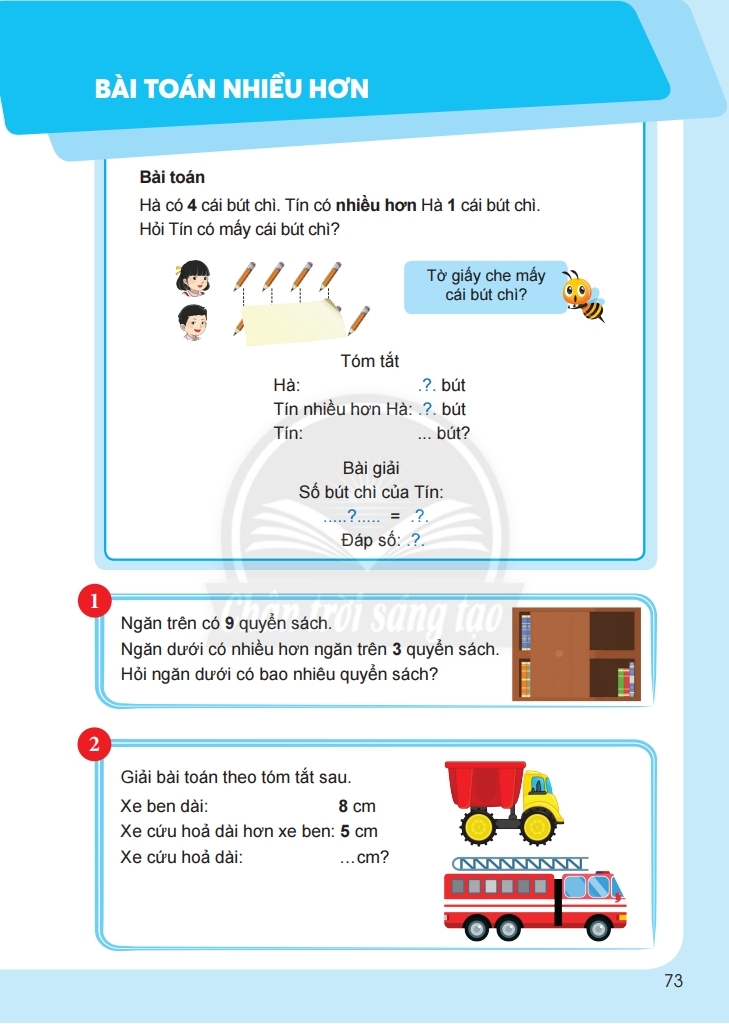 BÀI TOÁN NHIỀU HƠN
Bài toán
Hà có 4 cái bút chì. Tín có nhiều hơn Hà 1 cái bút chì.
Hỏi Tín có mấy cái bút chì?
Tờ giấy che mấy
cái bút chì?
Tóm tắt
Hà: .?. bút
Tín nhiều hơn Hà: .?. bút
Tín: ... bút?
Bài giải
Số bút chì của Tín:
.....?..... = .?.
Đáp số: .?.
Chân trời sáng tạo
1
Ngăn trên có 9 quyển sách.
Ngăn dưới có nhiều hơn ngăn trên 3 quyển sách.
Hỏi ngăn dưới có bao nhiêu quyển sách?
2
Giải bài toán theo tóm tắt sau.
Xe ben dài: 8 cm
Xe cứu hoả dài hơn xe ben: 5 cm
Xe cứu hoả dài: ...cm?
73